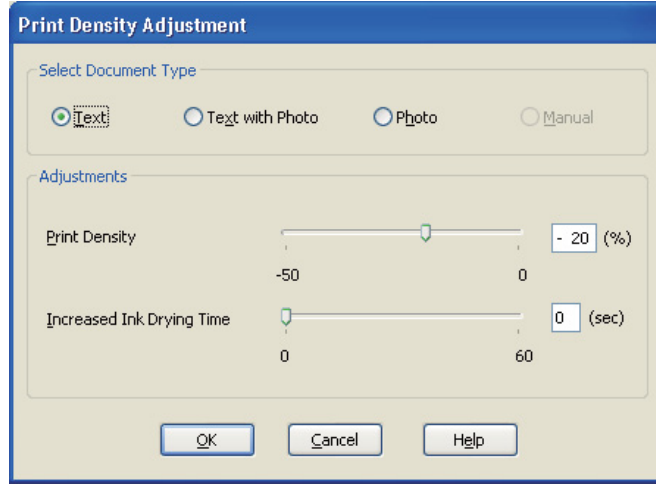 Print Density Adjustment
Select Document Type
Text Text with Photo Photo Manual
Adjustments
Print Density - 20 (%)
-50 0
Increased Ink Drying Time 0 (sec)
0 60
OK Cancel Help